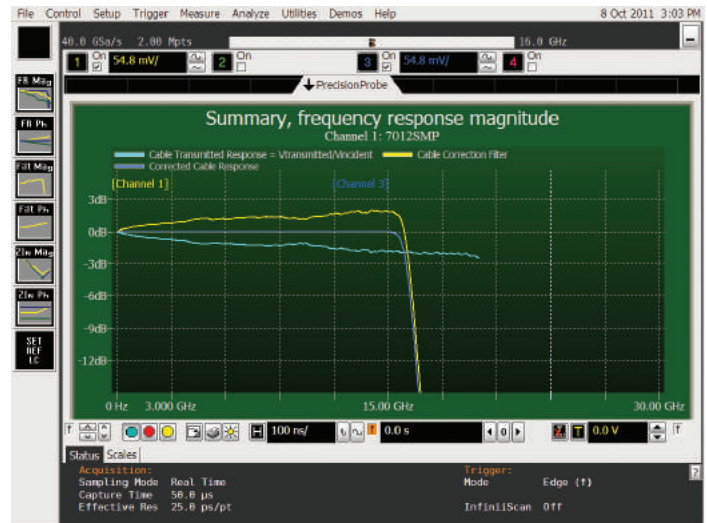 File Control Setup Trigger Measure Analyze Utilities Demos Help 8 Oct 2011 3:03 PM
40.0 GSa/s 2.00 Mpts 16.0 GHz
1 On 54.8 mV/ 2 On 3 On 54.8 mV/ 4 On
PrecisionProbe
FR Mag
FR Ph
Filt Mag
Filt Ph
ZIn Mag
ZIn Ph
SET
REF
LC
Summary, frequency response magnitude
Channel 1: 7012SMP
Cable Transmitted Response = Vtransmitted/Vincident Cable Correction Filter
Corrected Cable Response
[Channel 1] [Channel 3]
3dB
0dB
-3dB
-6dB
-9dB
-12dB
0 Hz 3.000 GHz 15.00 GHz 30.00 GHz
H 100 ns/ 0.0 s 0 T 0.0 V
Status Scales
Acquisition: Trigger:
Sampling Mode Real Time Mode Edge (↑)
Capture Time 50.0 µs
Effective Res 25.0 ps/pt InfiniiScan Off
?